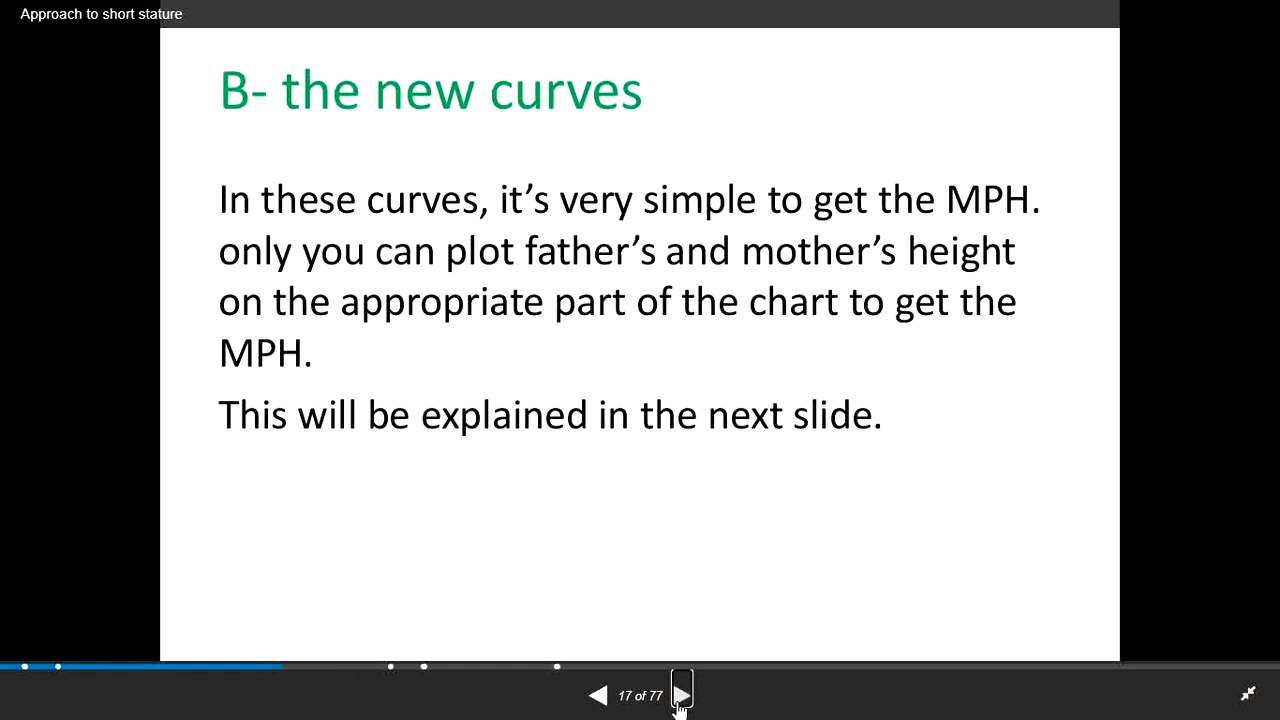 Approach to short stature
B- the new curves
In these curves, it’s very simple to get the MPH.
only you can plot father’s and mother’s height
on the appropriate part of the chart to get the
MPH.
This will be explained in the next slide.
17 of 77